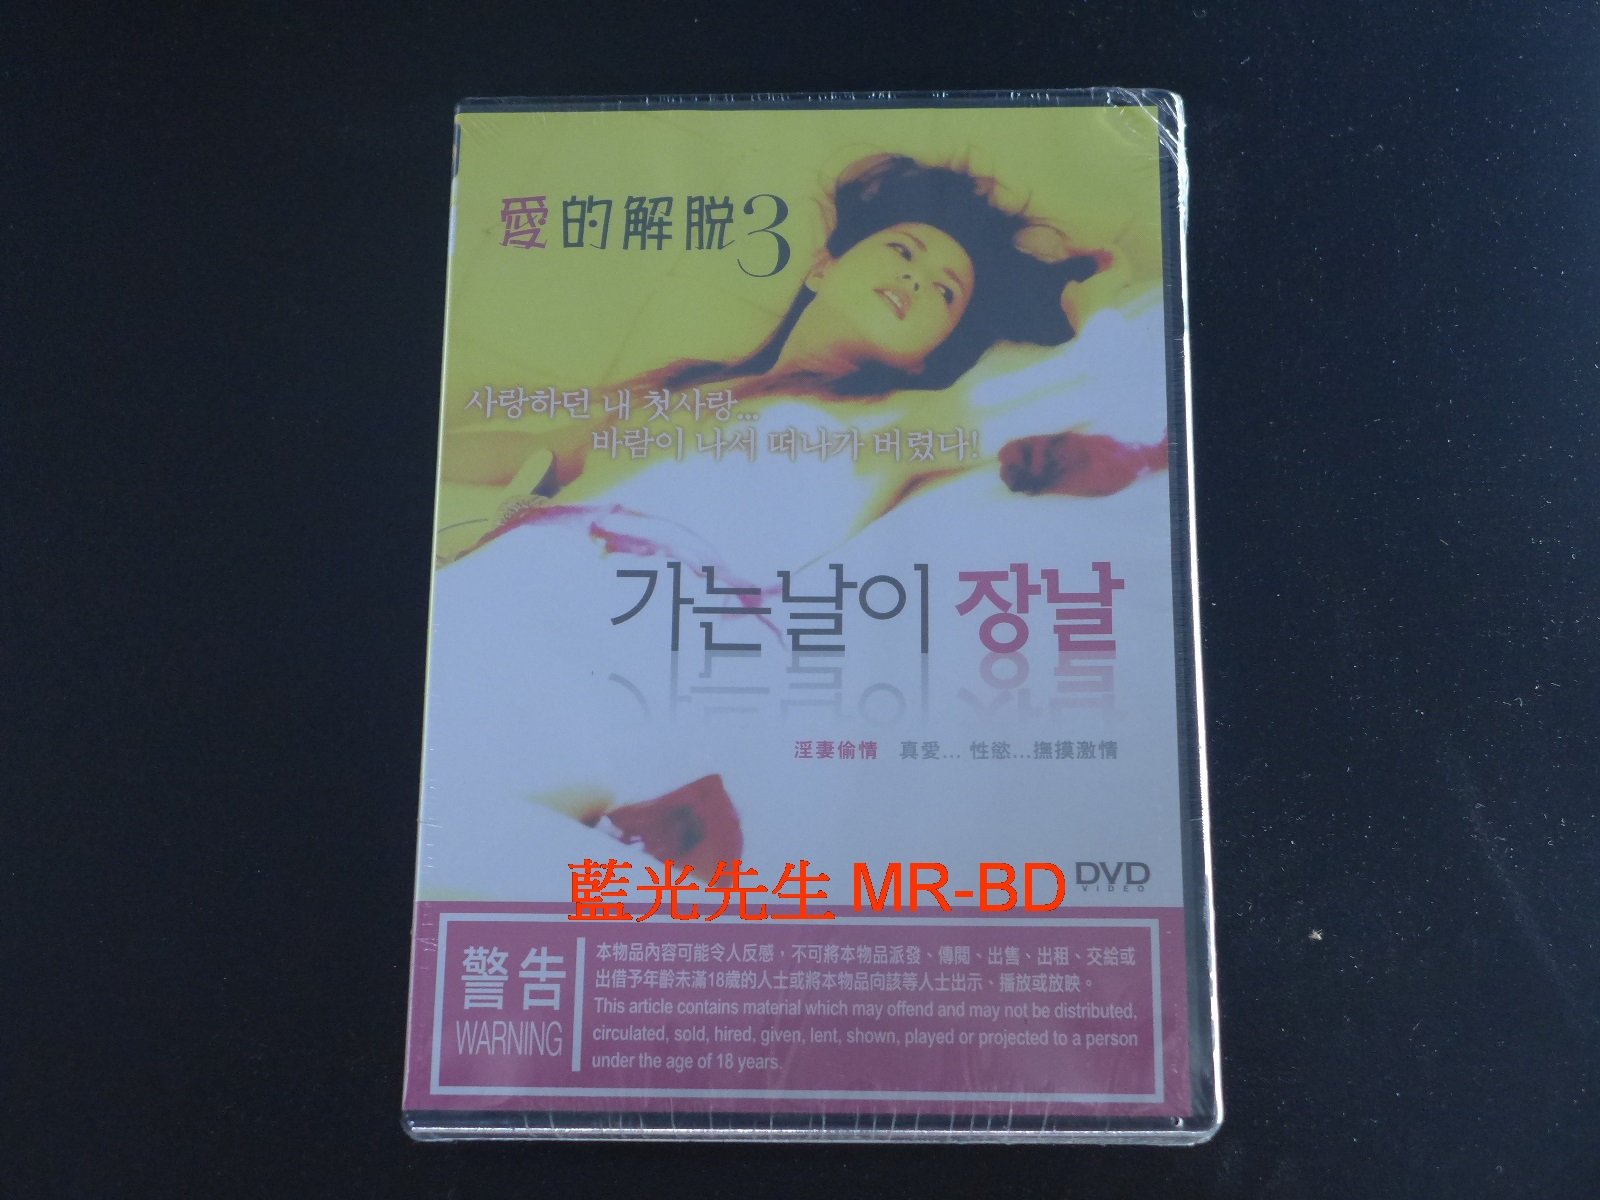 愛的解脱3
사랑하던 내 첫사랑...
바람이 나서 떠나가 버렸다!
가는날이 장날
淫妻偷情 真愛... 性慾...撫摸激情
藍光先生 MR-BD
DVD
VIDEO
警告
WARNING
本物品內容可能令人反感，不可將本物品派發、傳閱、出售、出租、交給或
出借予年齡未滿18歲的人士或將本物品向該等人士出示、播放或放映。
This article contains material which may offend and may not be distributed,
circulated, sold, hired, given, lent, shown, played or projected to a person
under the age of 18 years.